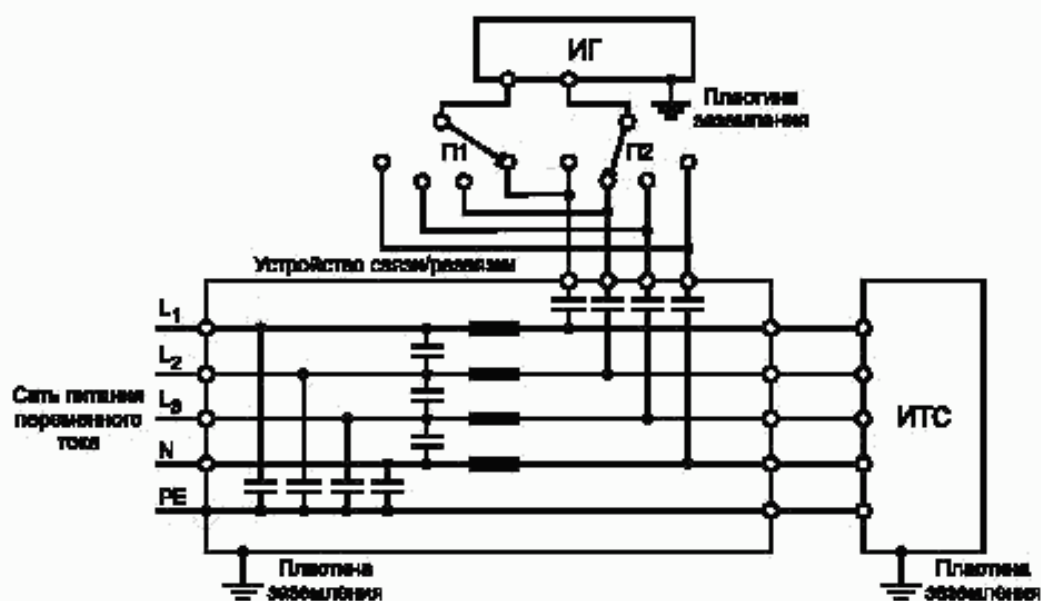 ИГ
Пластина
заземления
П1
П2
Устройство связи/развязки
L1
L2
L3
Сеть питания
переменного
тока
N
PE
ИТС
Пластина
заземления
Пластина
заземления